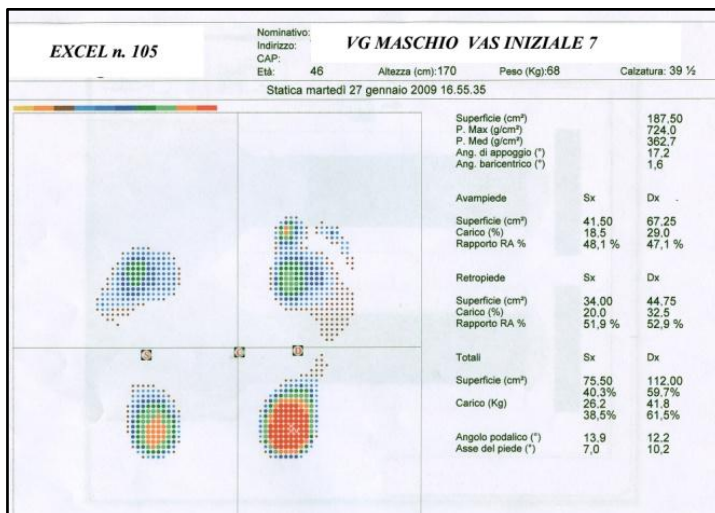 EXCEL n. 105
Nominativo:
VG MASCHIO VAS INIZIALE 7
Indirizzo:
CAP:
Età: 46 Altezza (cm):170 Peso (Kg):68 Calzatura: 39 ½
Statica martedì 27 gennaio 2009 16.55.35
Superficie (cm²) 187,50
P. Max (g/cm²) 724,0
P. Med (g/cm²) 362,7
Ang. di appoggio (°) 17,2
Ang. baricentrico (°) 1,6
Avampiede Sx Dx
Superficie (cm²) 41,50 67,25
Carico (%) 18,5 29,0
Rapporto RA % 48,1 % 47,1 %
Retropiede Sx Dx
Superficie (cm²) 34,00 44,75
Carico (%) 20,0 32,5
Rapporto RA % 51,9 % 52,9 %
Totali Sx Dx
Superficie (cm²) 75,50 112,00
40,3% 59,7%
Carico (Kg) 26,2 41,8
38,5% 61,5%
Angolo podalico (°) 13,9 12,2
Asse del piede (°) 7,0 10,2